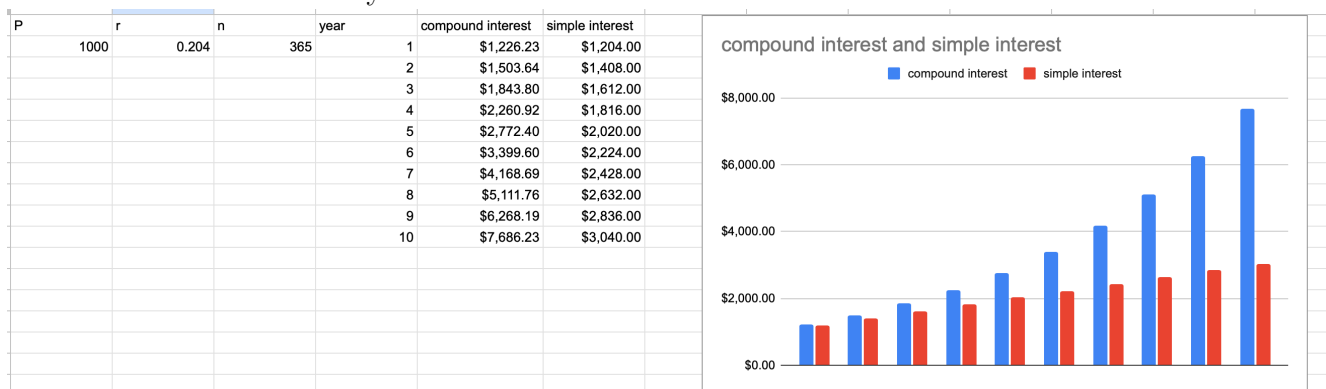 P r n year compound interest simple interest
1000 0.204 365 1 $1,226.23 $1,204.00
2 $1,503.64 $1,408.00
3 $1,843.80 $1,612.00
4 $2,260.92 $1,816.00
5 $2,772.40 $2,020.00
6 $3,399.60 $2,224.00
7 $4,168.69 $2,428.00
8 $5,111.76 $2,632.00
9 $6,268.19 $2,836.00
10 $7,686.23 $3,040.00
compound interest and simple interest
compound interest simple interest
$8,000.00
$6,000.00
$4,000.00
$2,000.00
$0.00